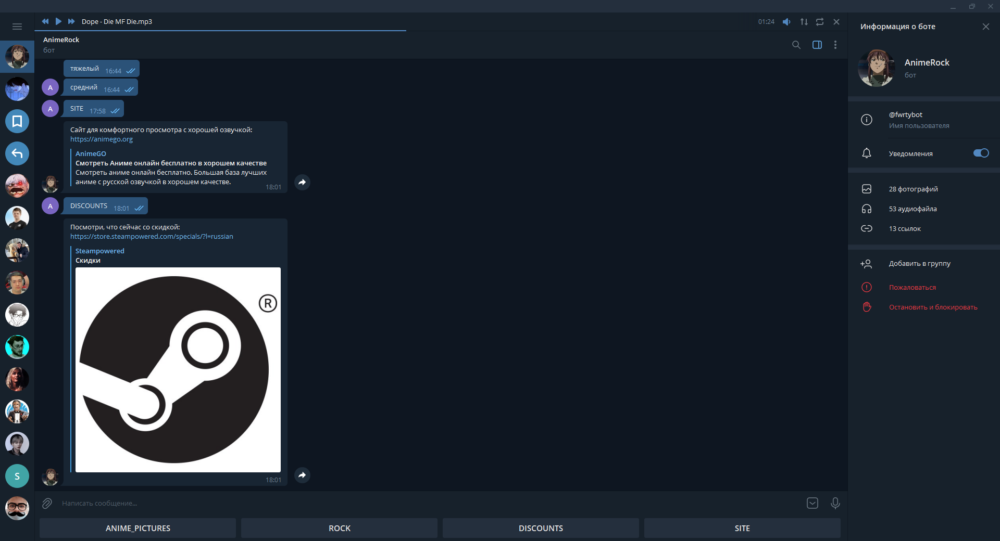 Dope - Die MF Die.mp3
01:24
AnimeRock
бот
тяжелый 16:44
A
средний 16:44
A
SITE 17:58
Сайт для комфортного просмотра с хорошей озвучкой:
https://animego.org
AnimeGO
Смотреть Аниме онлайн бесплатно в хорошем качестве
Смотреть аниме онлайн бесплатно. Большая база лучших
аниме с русской озвучкой в хорошем качестве.
18:01
A
DISCOUNTS 18:01
Посмотри, что сейчас со скидкой:
https://store.steampowered.com/specials/?l=russian
Steampowered
Скидки
®
18:01
S
Написать сообщение...
ANIME_PICTURES
ROCK
DISCOUNTS
SITE
Информация о боте
AnimeRock
бот
@fwrtybot
Имя пользователя
Уведомления
28 фотографий
53 аудиофайла
13 ссылок
Добавить в группу
Пожаловаться
Остановить и блокировать